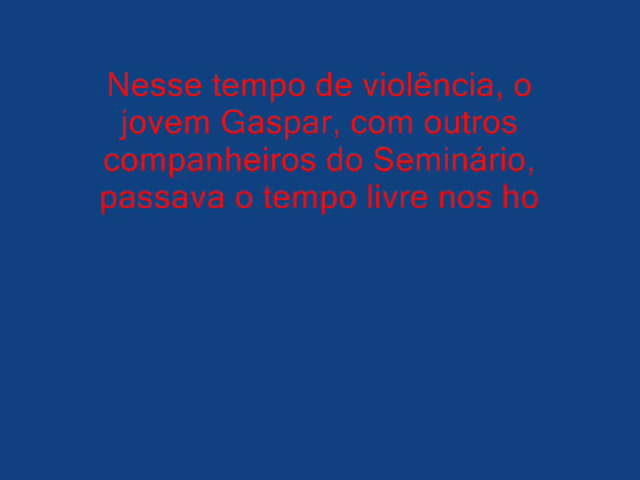 Nesse tempo de violência, o
jovem Gaspar, com outros
companheiros do Seminário,
passava o tempo livre nos ho